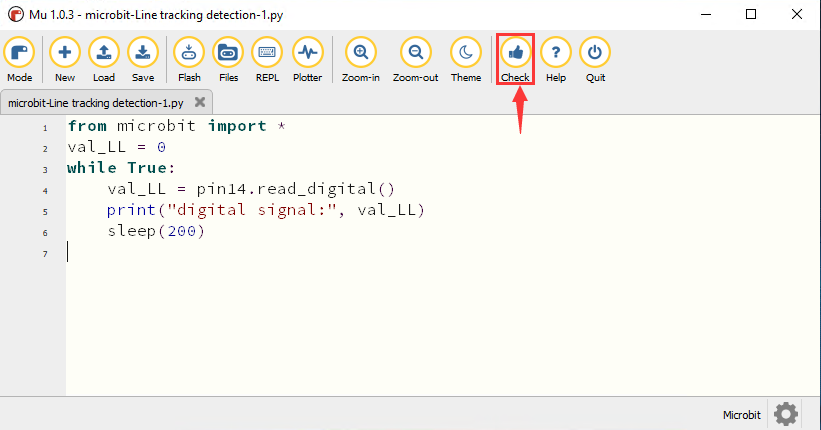 Mu 1.0.3 - microbit-Line tracking detection-1.py
Mode New Load Save Flash Files REPL Plotter Zoom-in Zoom-out Theme Check Help Quit
microbit-Line tracking detection-1.py
1 from microbit import *
2 val_LL = 0
3 while True:
4     val_LL = pin14.read_digital()
5     print("digital signal:", val_LL)
6     sleep(200)
7
Microbit